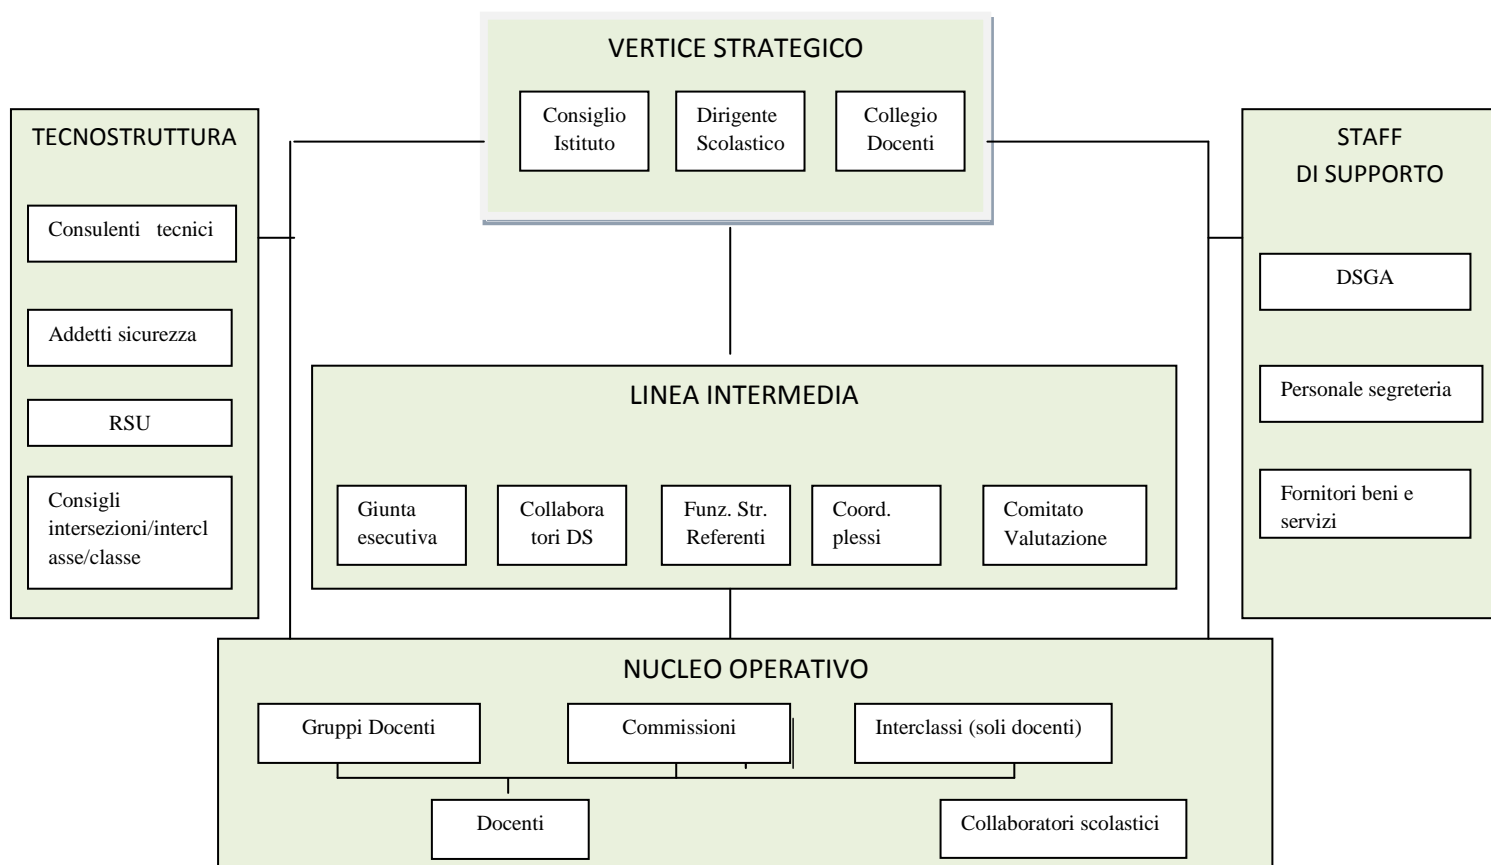 VERTICE STRATEGICO
Consiglio
Istituto
Dirigente
Scolastico
Collegio
Docenti
TECNOSTRUTTURA
Consulenti tecnici
Addetti sicurezza
RSU
Consigli
intersezioni/intercl
asse/classe
STAFF
DI SUPPORTO
DSGA
Personale segreteria
Fornitori beni e
servizi
LINEA INTERMEDIA
Giunta
esecutiva
Collabora
tori DS
Funz. Str.
Referenti
Coord.
plessi
Comitato
Valutazione
NUCLEO OPERATIVO
Gruppi Docenti
Commissioni
Interclassi (soli docenti)
Docenti
Collaboratori scolastici